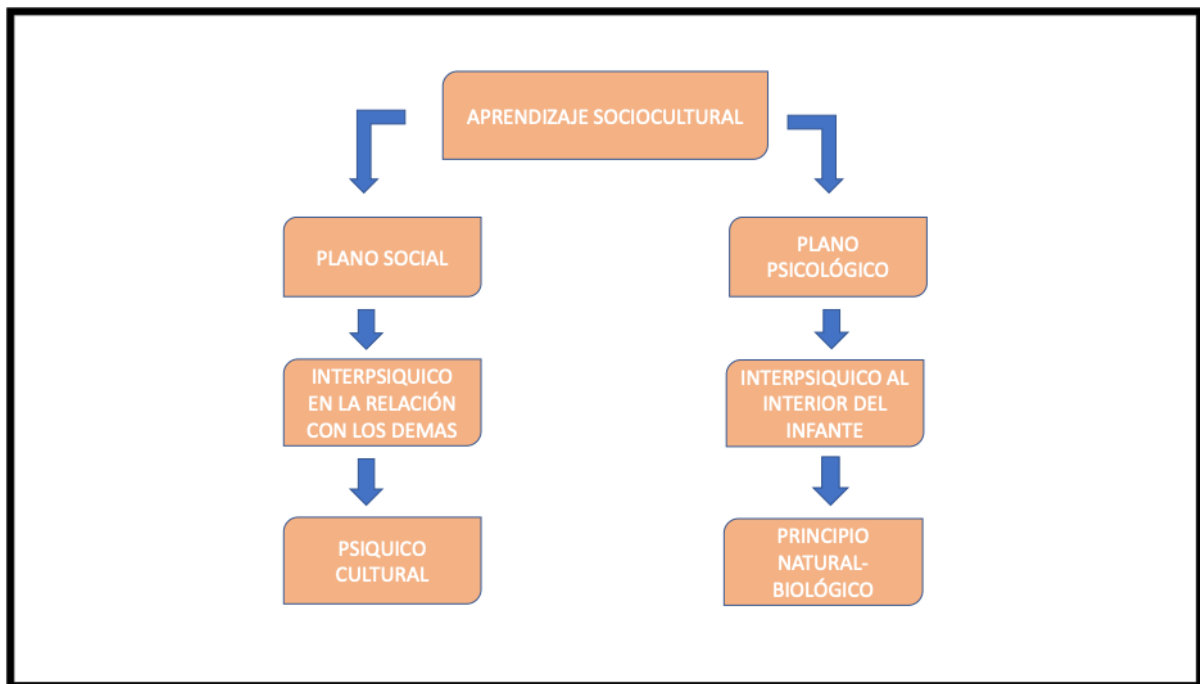 APRENDIZAJE SOCIOCULTURAL
PLANO SOCIAL
PLANO
PSICOLÓGICO
INTERPSIQUICO
EN LA RELACIÓN
CON LOS DEMAS
INTERPSIQUICO AL
INTERIOR DEL
INFANTE
PSIQUICO
CULTURAL
PRINCIPIO
NATURAL-
BIOLÓGICO